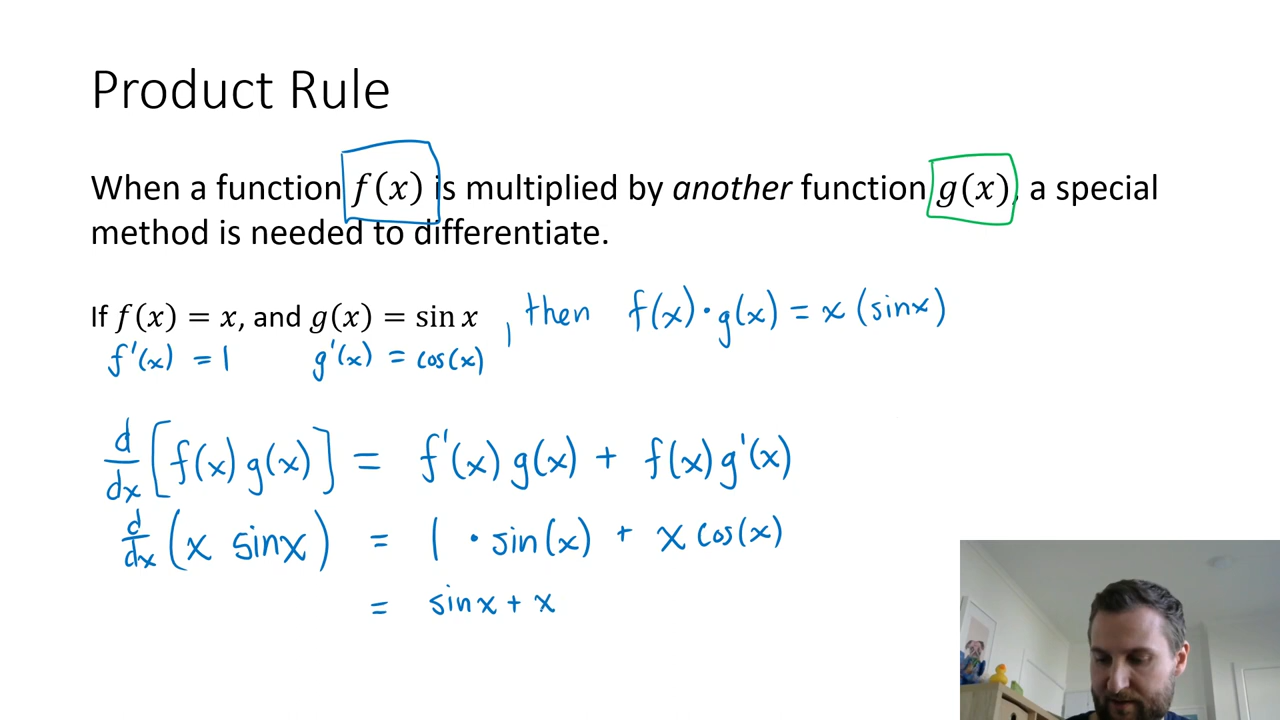 Product Rule
When a function f(x) is multiplied by another function g(x), a special
method is needed to differentiate.
If f(x) = x, and g(x) = sin x , then f(x) · g(x) = x (sinx)
f'(x) = 1 g'(x) = cos(x)
d/dx [f(x) g(x)] = f'(x) g(x) + f(x) g'(x)
d/dx (x sinx) = 1 · sin(x) + x cos(x)
= sinx + x